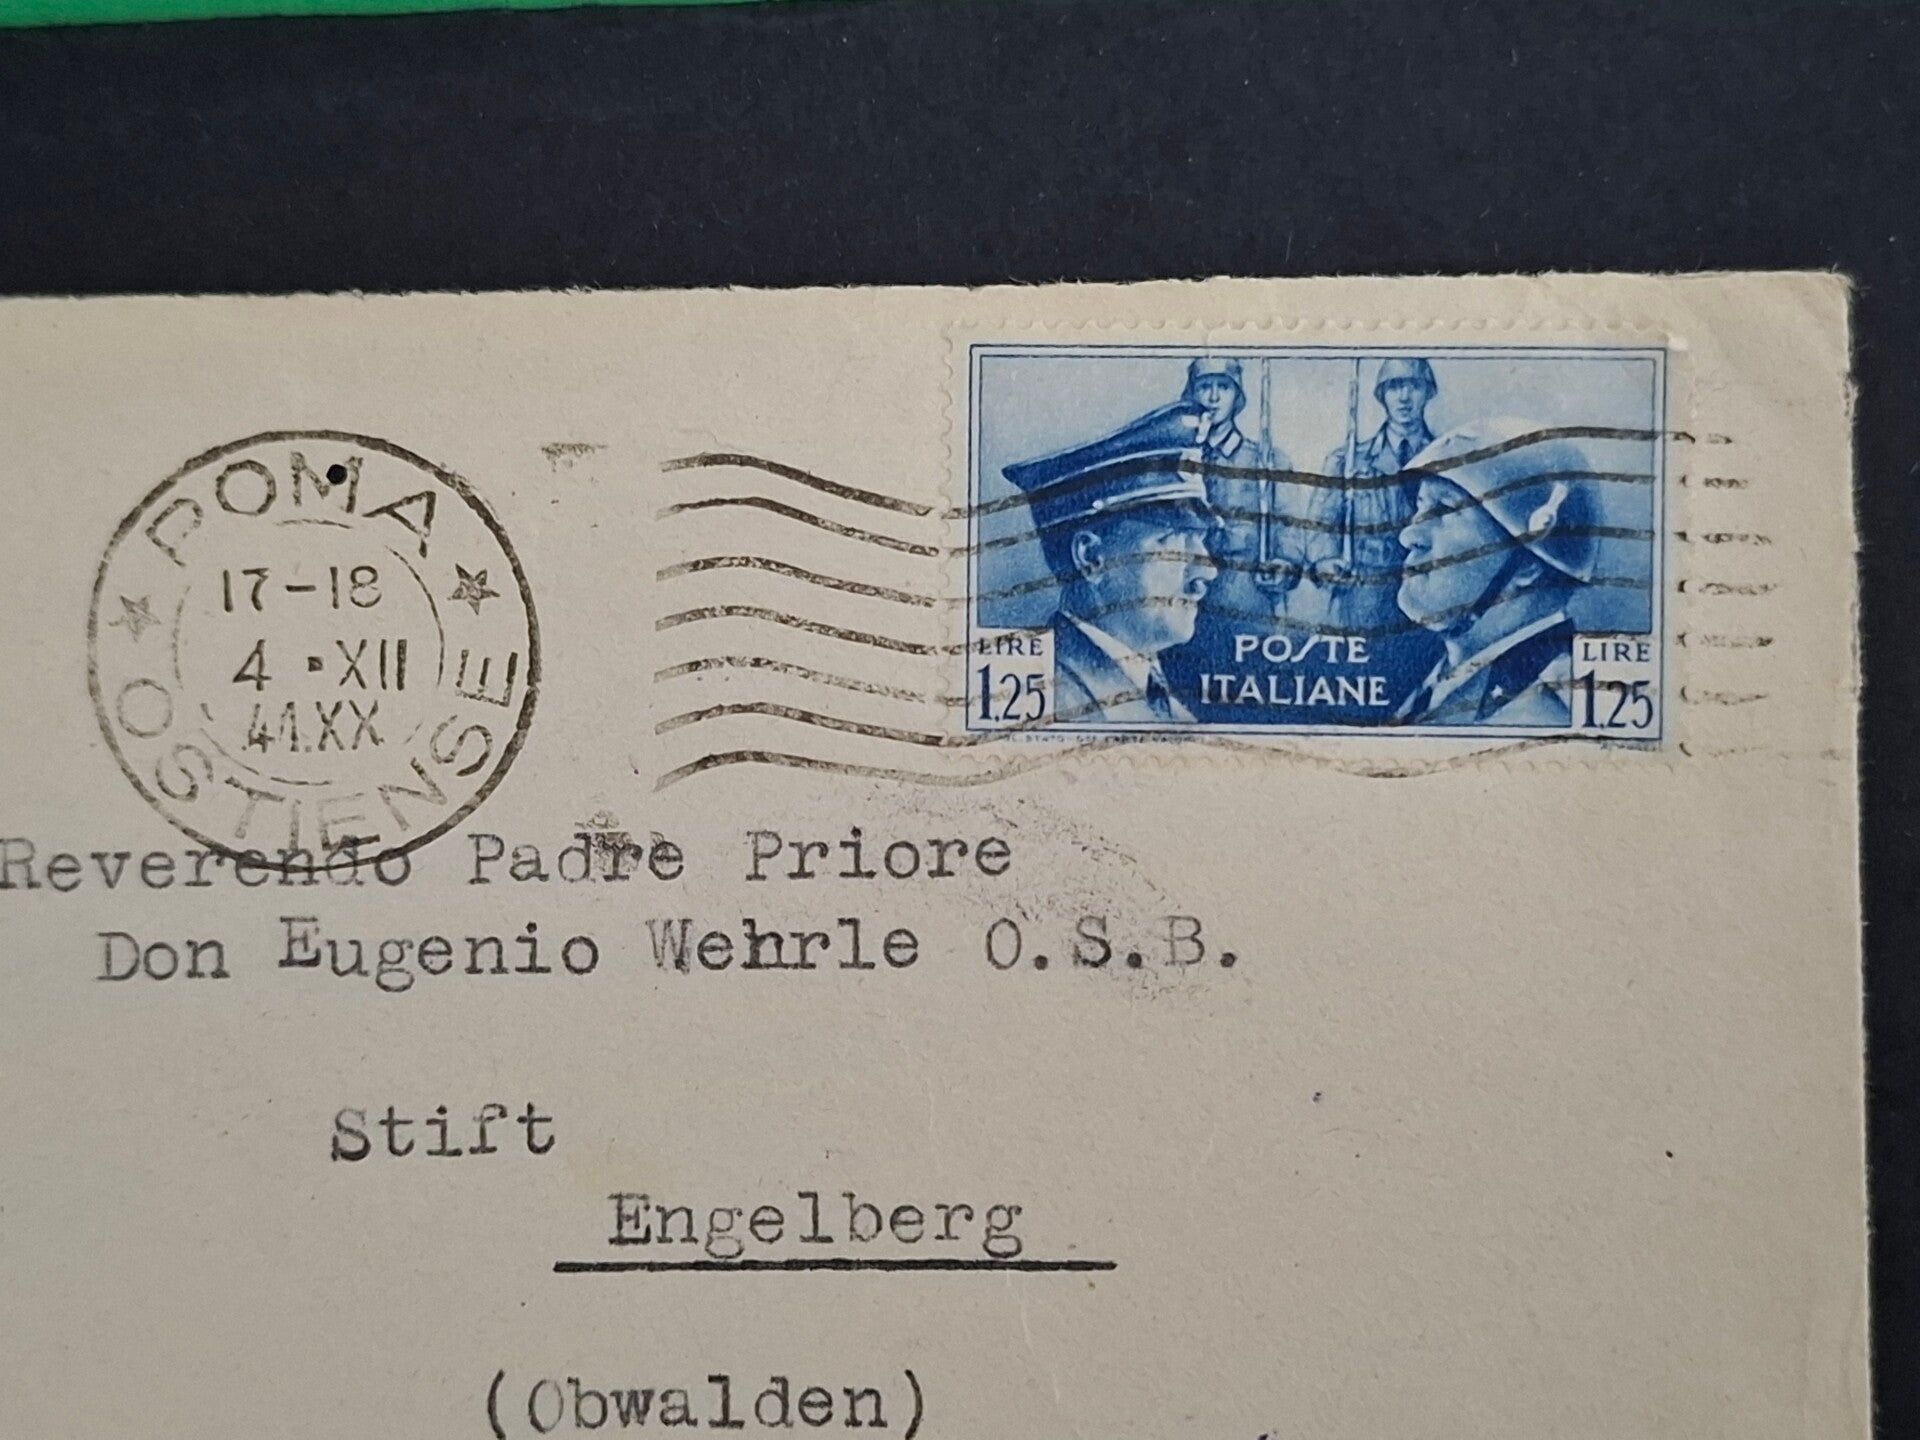 ROMA
17-18
4 • XII
41.XX
OSTIENSE
LIRE
1.25
POSTE
ITALIANE
LIRE
1.25
Reverendo Padre Priore
Don Eugenio Wehrle O.S.B.
Stift
Engelberg
(Obwalden)